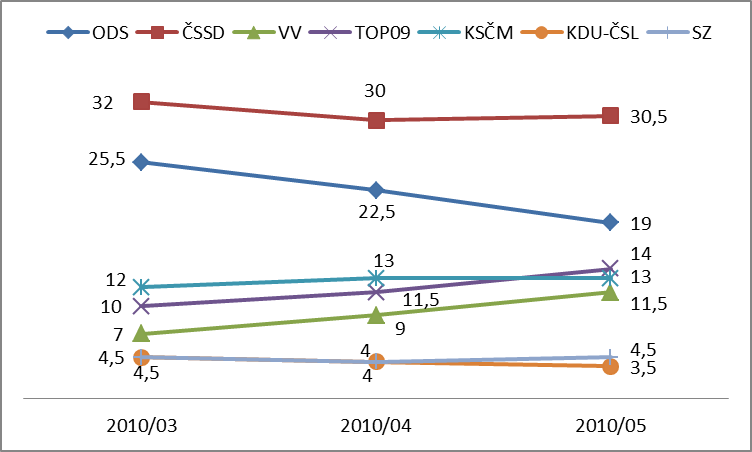 ODS ČSSD VV TOP09 KSČM KDU-ČSL SZ
32 30 30,5
25,5 22,5 19
12 13 13
10 11,5 14
7 9 11,5
4,5 4 4,5
4,5 4 3,5
2010/03 2010/04 2010/05